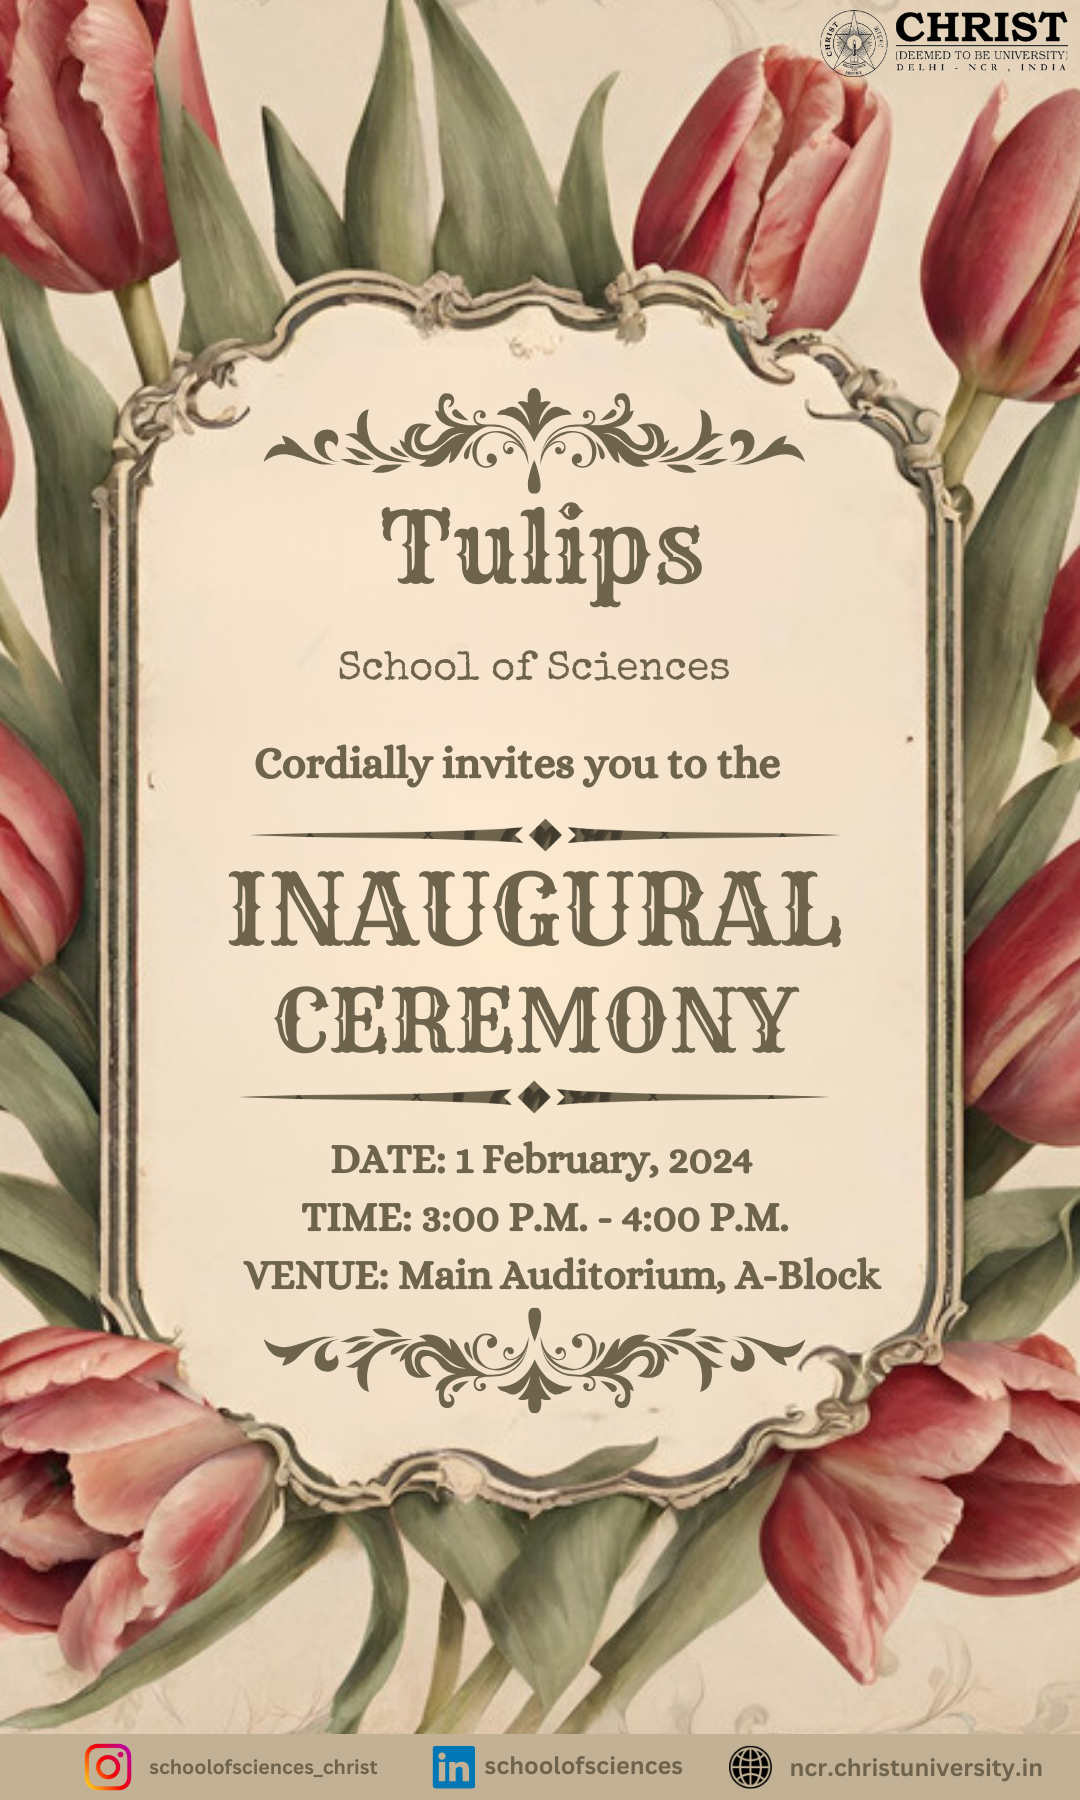 CHRIST
(DEEMED TO BE UNIVERSITY)
DELHI - NCR , INDIA
Tulips
School of Sciences
Cordially invites you to the
INAUGURAL
CEREMONY
DATE: 1 February, 2024
TIME: 3:00 P.M. - 4:00 P.M.
VENUE: Main Auditorium, A-Block
schoolofsciences_christ
schoolofsciences
ncr.christuniversity.in